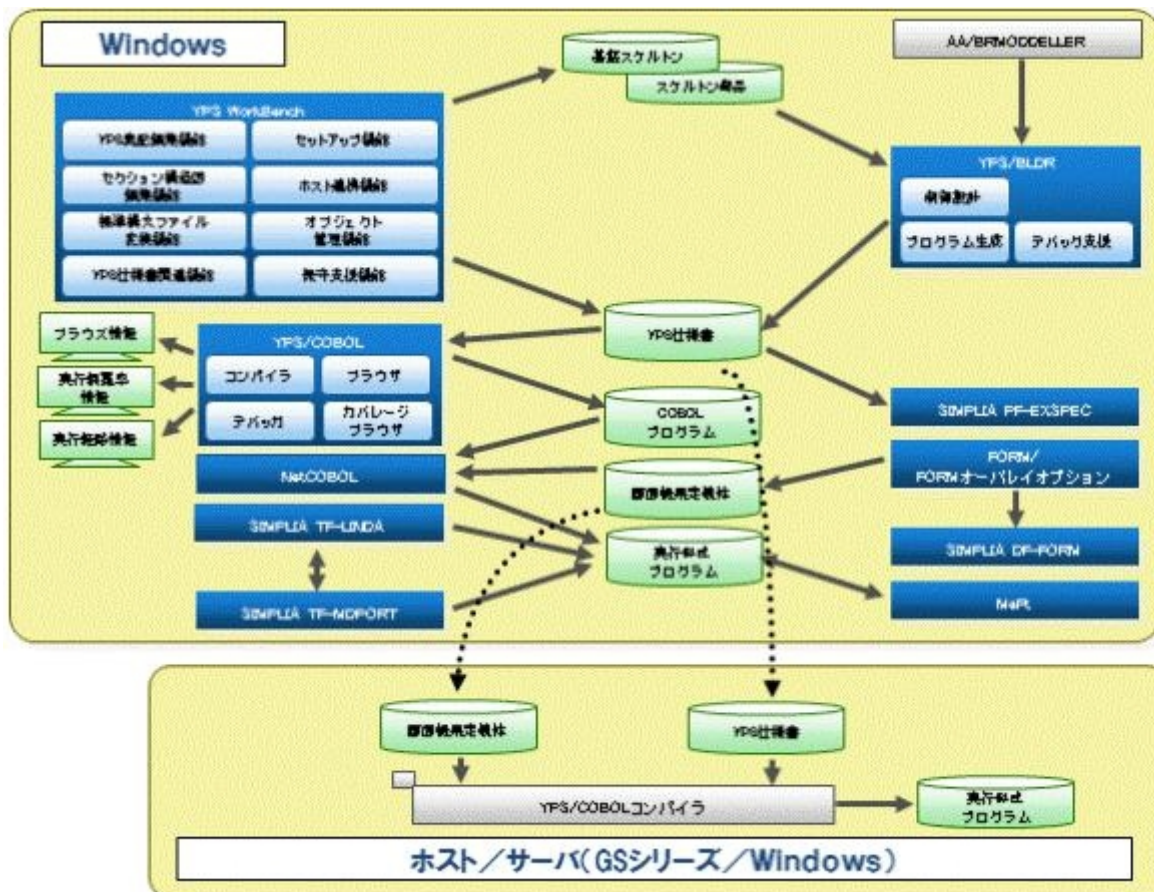 Windows
基盤スケルトン
スケルトン部品
AA/BRMODDELLER
YPS WorkBench
YPS表記編集機能
セットアップ機能
セクション構造図
編集機能
ホスト連携機能
標準構文ファイル
変換機能
オブジェクト
管理機能
YPS仕様書関連機能
保守支援機能
YPS/BLDR
制御設計
プログラム生成
デバッグ支援
ブラウズ情報
実行網羅率
情報
実行経路情報
YPS/COBOL
コンパイラ
ブラウザ
デバッガ
カバレージ
ブラウザ
YPS仕様書
COBOL
プログラム
画面帳票定義体
実行形式
プログラム
NetCOBOL
SIMPLIA TF-LINDA
SIMPLIA TF-MDPORT
SIMPLIA PF-EXSPEC
FORM/
FORMオーバレイオプション
SIMPLIA DF-FORM
MeFt
画面帳票定義体
YPS仕様書
YPS/COBOLコンパイラ
実行形式
プログラム
ホスト/サーバ(GSシリーズ/Windows)